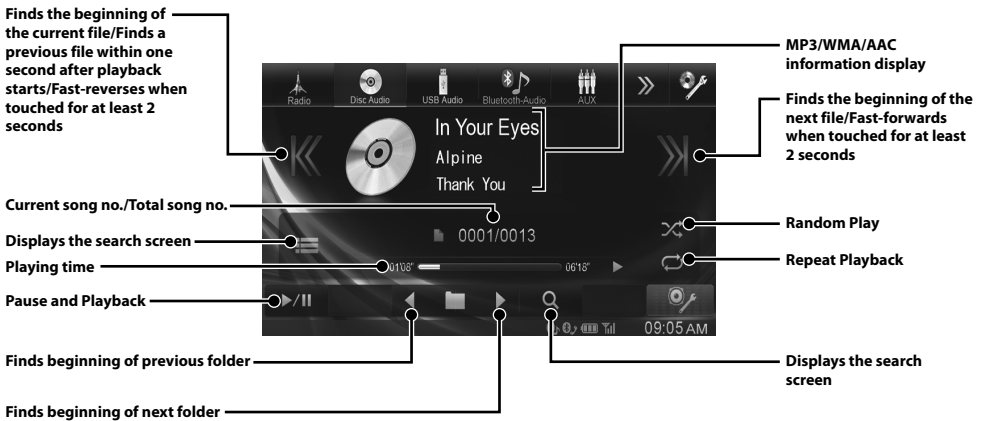 Finds the beginning of
the current file/Finds a
previous file within one
second after playback
starts/Fast-reverses when
touched for at least 2
seconds
Current song no./Total song no.
Displays the search screen
Playing time
Pause and Playback
Finds beginning of previous folder
Finds beginning of next folder
Radio
Disc Audio
USB Audio
Bluetooth-Audio
AUX
In Your Eyes
Alpine
Thank You
0001/0013
01'08"
06'18"
09:05 AM
MP3/WMA/AAC
information display
Finds the beginning of the
next file/Fast-forwards
when touched for at least
2 seconds
Random Play
Repeat Playback
Displays the search
screen